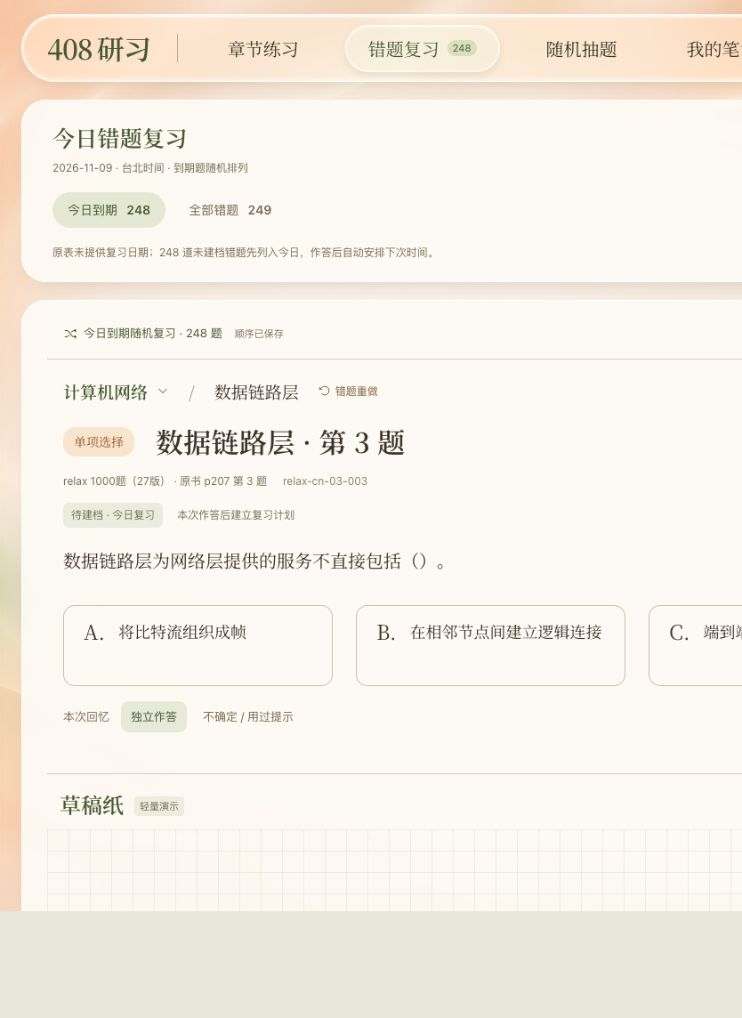 408 研习 章节练习 错题复习 248 随机抽题 我的笔
今日错题复习
2026-11-09 · 台北时间 · 到期题随机排列
今日到期 248 全部错题 249
原表未提供复习日期；248 道未建档错题先列入今日，作答后自动安排下次时间。
今日到期随机复习 · 248 题 顺序已保存
计算机网络 / 数据链路层 错题重做
单项选择 数据链路层 · 第 3 题
relax 1000题（27版） · 原书 p207 第 3 题 relax-cn-03-003
待建档 · 今日复习 本次作答后建立复习计划
数据链路层为网络层提供的服务不直接包括（）。
A. 将比特流组织成帧 B. 在相邻节点间建立逻辑连接 C. 端到
本次回忆 独立作答 不确定 / 用过提示
草稿纸 轻量演示